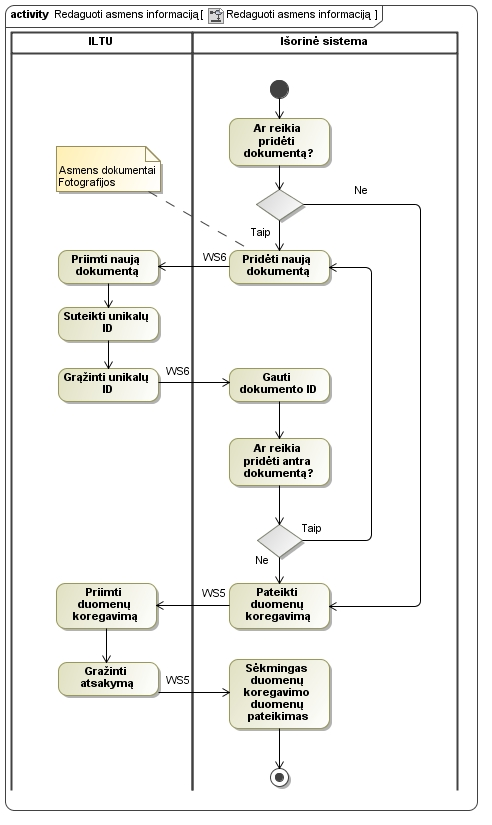 activity Redaguoti asmens informaciją [ Redaguoti asmens informaciją ]
ILTU
Išorinė sistema
Ar reikia
pridėti
dokumentą?
Ne
Asmens dokumentai
Fotografijos
Taip
Priimti naują
dokumentą
WS6
Pridėti naują
dokumentą
Suteikti unikalų
ID
Grąžinti unikalų
ID
WS6
Gauti
dokumento ID
Ar reikia
pridėti antra
dokumentą?
Taip
Ne
Priimti
duomenų
koregavimą
WS5
Pateikti
duomenų
koregavimą
Gražinti
atsakymą
WS5
Sėkmingas
duomenų
koregavimo
duomenų
pateikimas